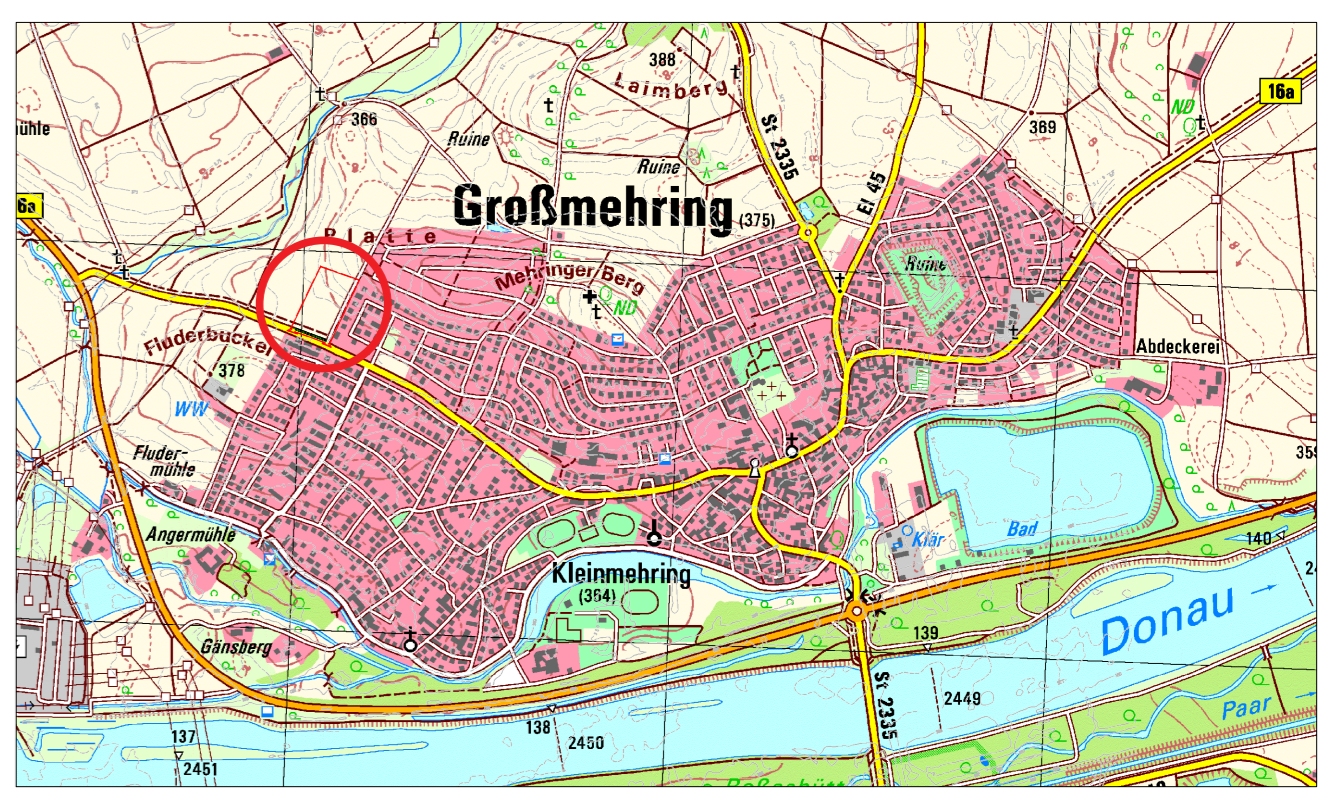 388
Laimberg
16a
ND
366
ühle
Ruine
369
St 2335
Ruine
EI 45
6a
Großmehring
(375)
Platte
Ruine
Mehringer Berg
ND
Fluderbuckel
Abdeckerei
378
WW
Fluder-
mühle
359
Angermühle
Bad
Klär
140
Kleinmehring
(364)
Donau
139
Gänsberg
St 2335
2449
Paar
138
137
2450
2451